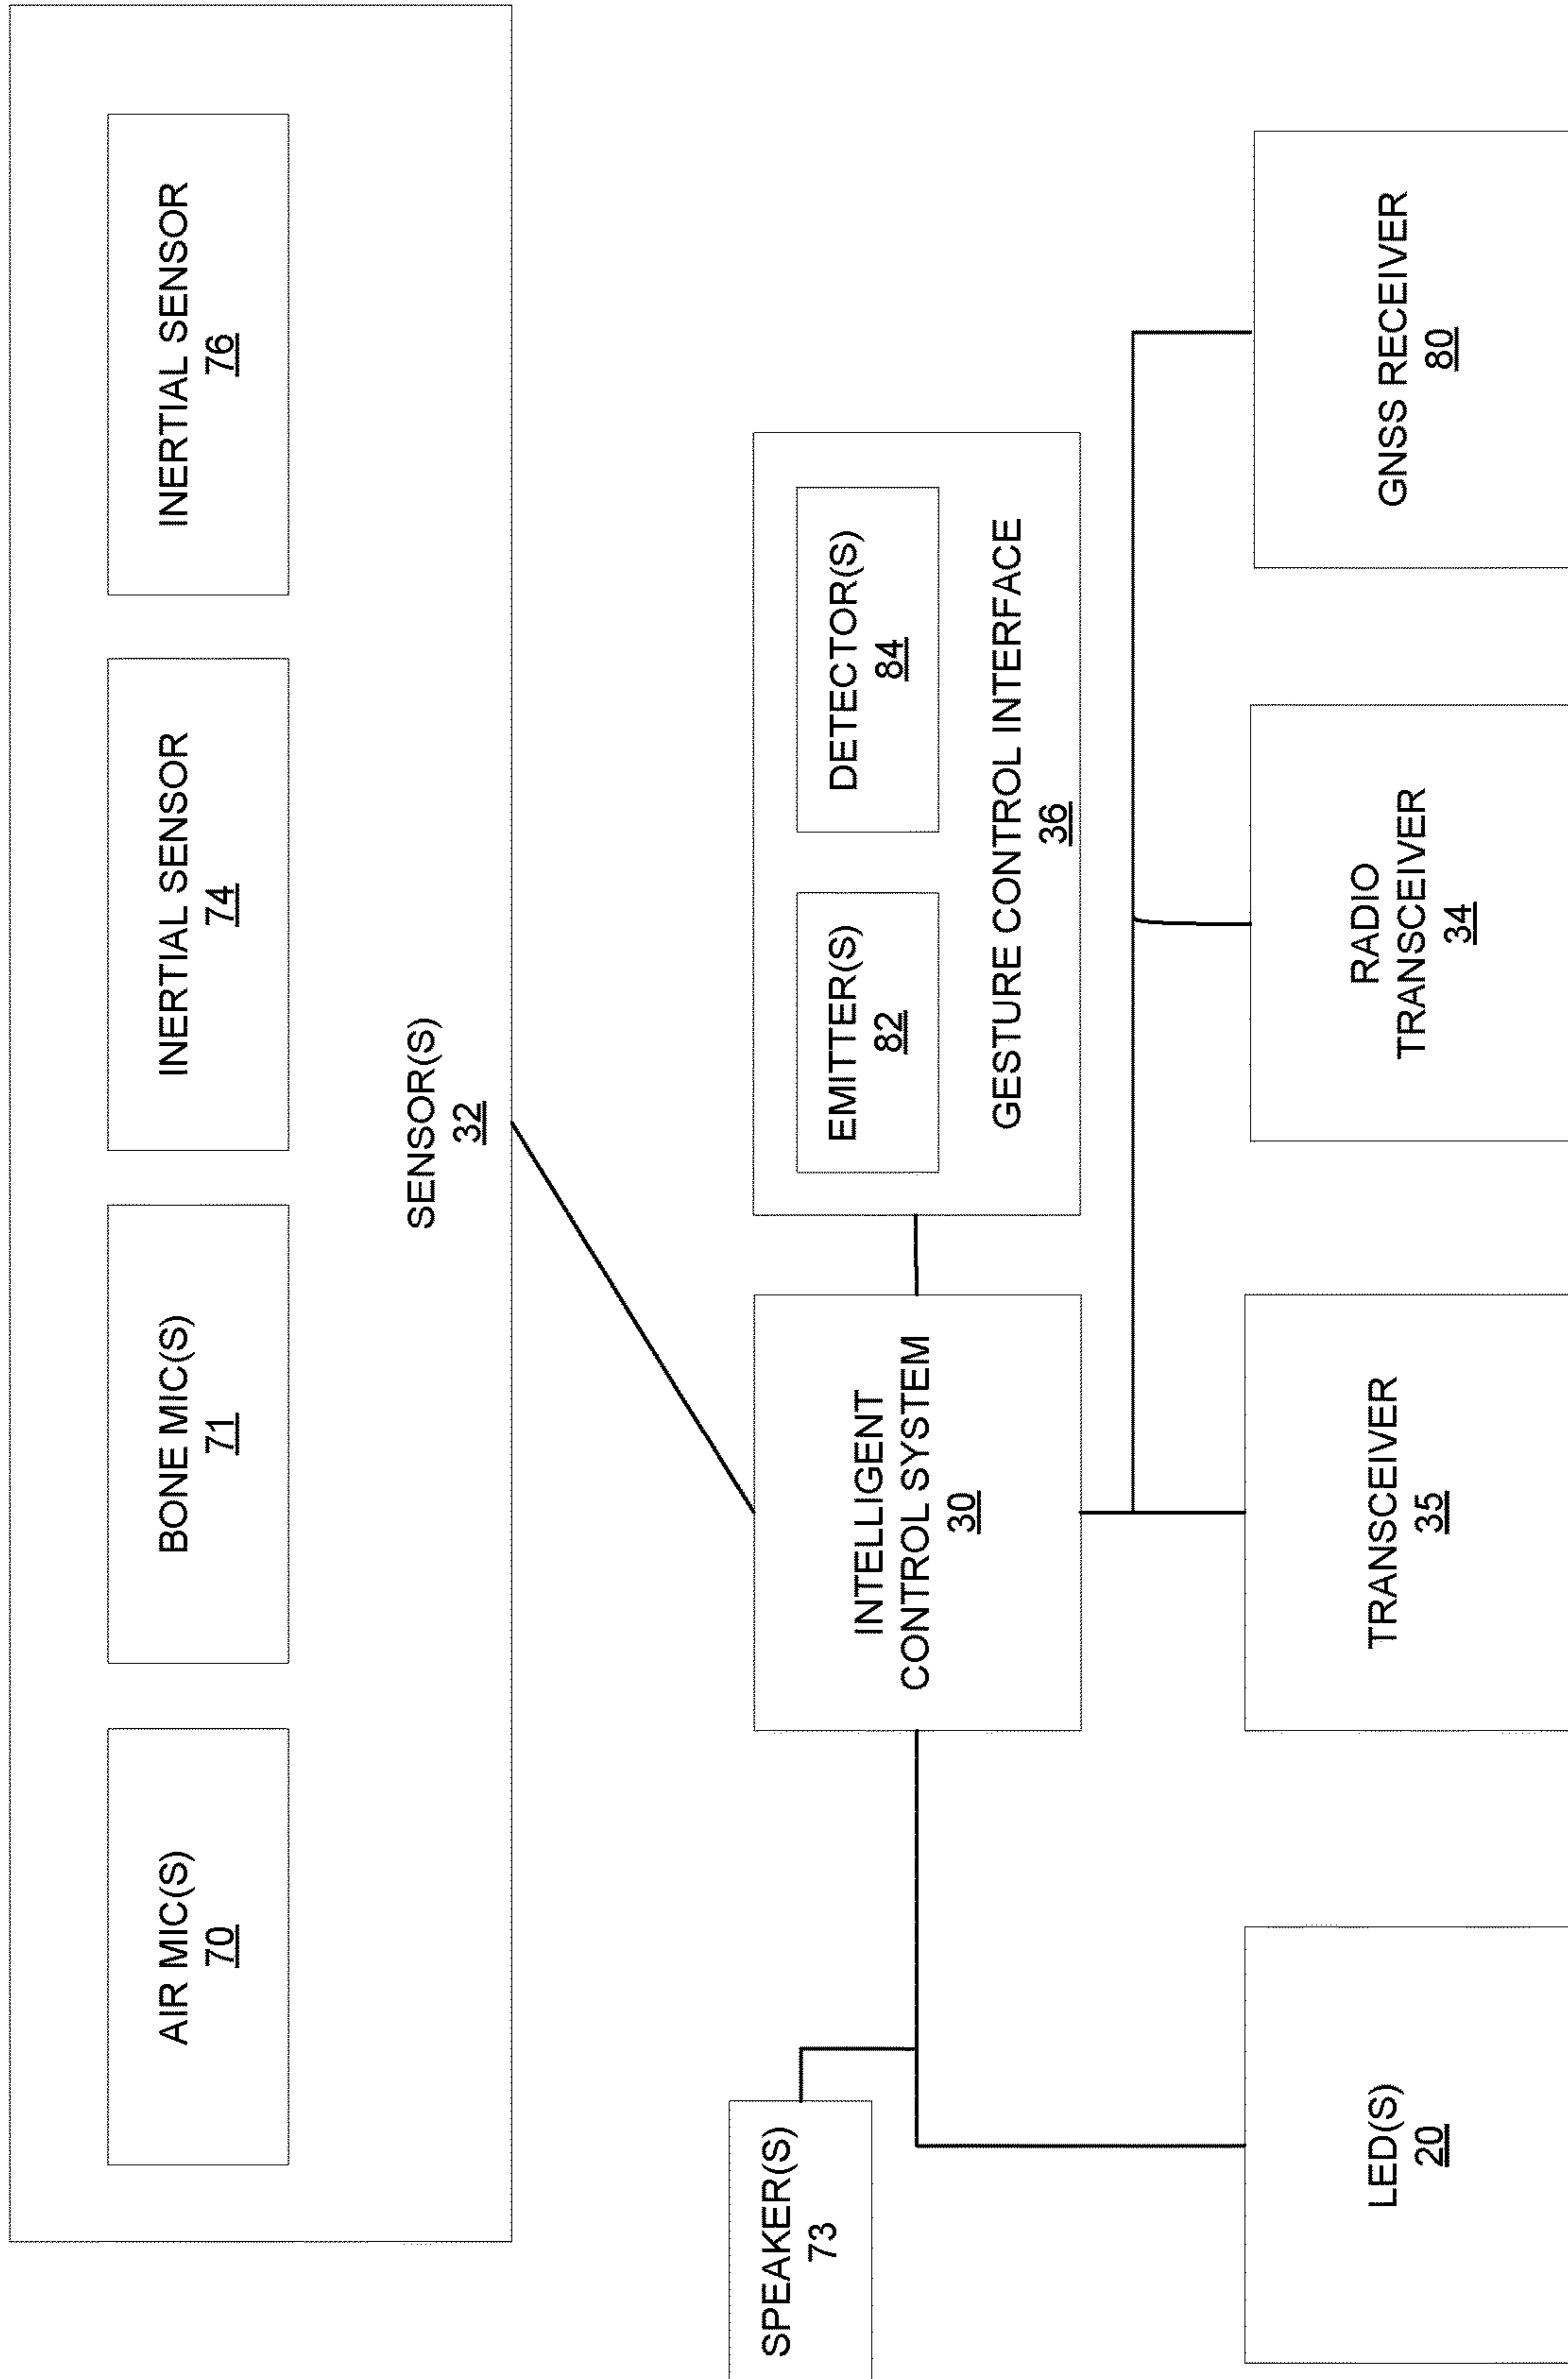 AIR MIC(S)
70
BONE MIC(S)
71
INERTIAL SENSOR
74
INERTIAL SENSOR
76
SENSOR(S)
32
SPEAKER(S)
73
INTELLIGENT
CONTROL SYSTEM
30
EMITTER(S)
82
DETECTOR(S)
84
GESTURE CONTROL INTERFACE
36
LED(S)
20
TRANSCEIVER
35
RADIO
TRANSCEIVER
34
GNSS RECEIVER
80